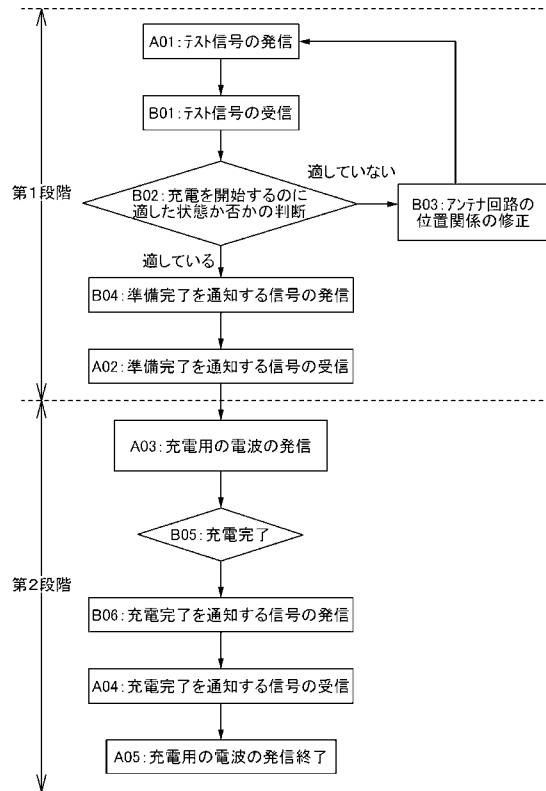 A01:テスト信号の発信
B01:テスト信号の受信
適していない
B02:充電を開始するのに
適した状態か否かの判断
第1段階
B03:アンテナ回路の
位置関係の修正
適している
B04:準備完了を通知する信号の発信
A02:準備完了を通知する信号の受信
A03:充電用の電波の発信
B05:充電完了
第2段階
B06:充電完了を通知する信号の発信
A04:充電完了を通知する信号の受信
A05:充電用の電波の発信終了